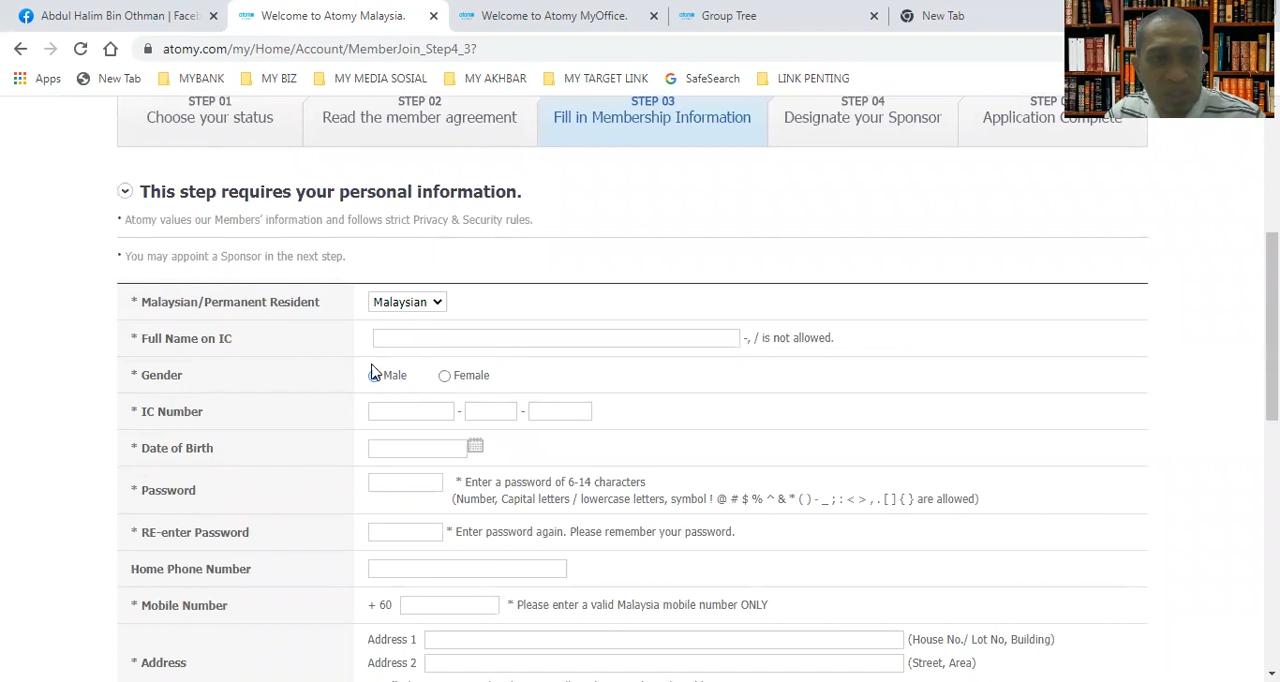 Abdul Halim Bin Othman | Faceb
Welcome to Atomy Malaysia.
Welcome to Atomy MyOffice.
Group Tree
New Tab
atomy.com/my/Home/Account/MemberJoin_Step4_3?
Apps
New Tab
MYBANK
MY BIZ
MY MEDIA SOSIAL
MY AKHBAR
MY TARGET LINK
SafeSearch
LINK PENTING
STEP 01
Choose your status
STEP 02
Read the member agreement
STEP 03
Fill in Membership Information
STEP 04
Designate your Sponsor
Application Complete
This step requires your personal information.
• Atomy values our Members' information and follows strict Privacy & Security rules.
• You may appoint a Sponsor in the next step.
* Malaysian/Permanent Resident Malaysian
* Full Name on IC -, / is not allowed.
* Gender Male Female
* IC Number - -
* Date of Birth
* Password * Enter a password of 6-14 characters
(Number, Capital letters / lowercase letters, symbol ! @ # $ % ^ & * ( ) - _ ; : < > , . [ ] { } are allowed)
* RE-enter Password * Enter password again. Please remember your password.
Home Phone Number
* Mobile Number + 60 * Please enter a valid Malaysia mobile number ONLY
Address 1 (House No./ Lot No, Building)
* Address
Address 2 (Street, Area)